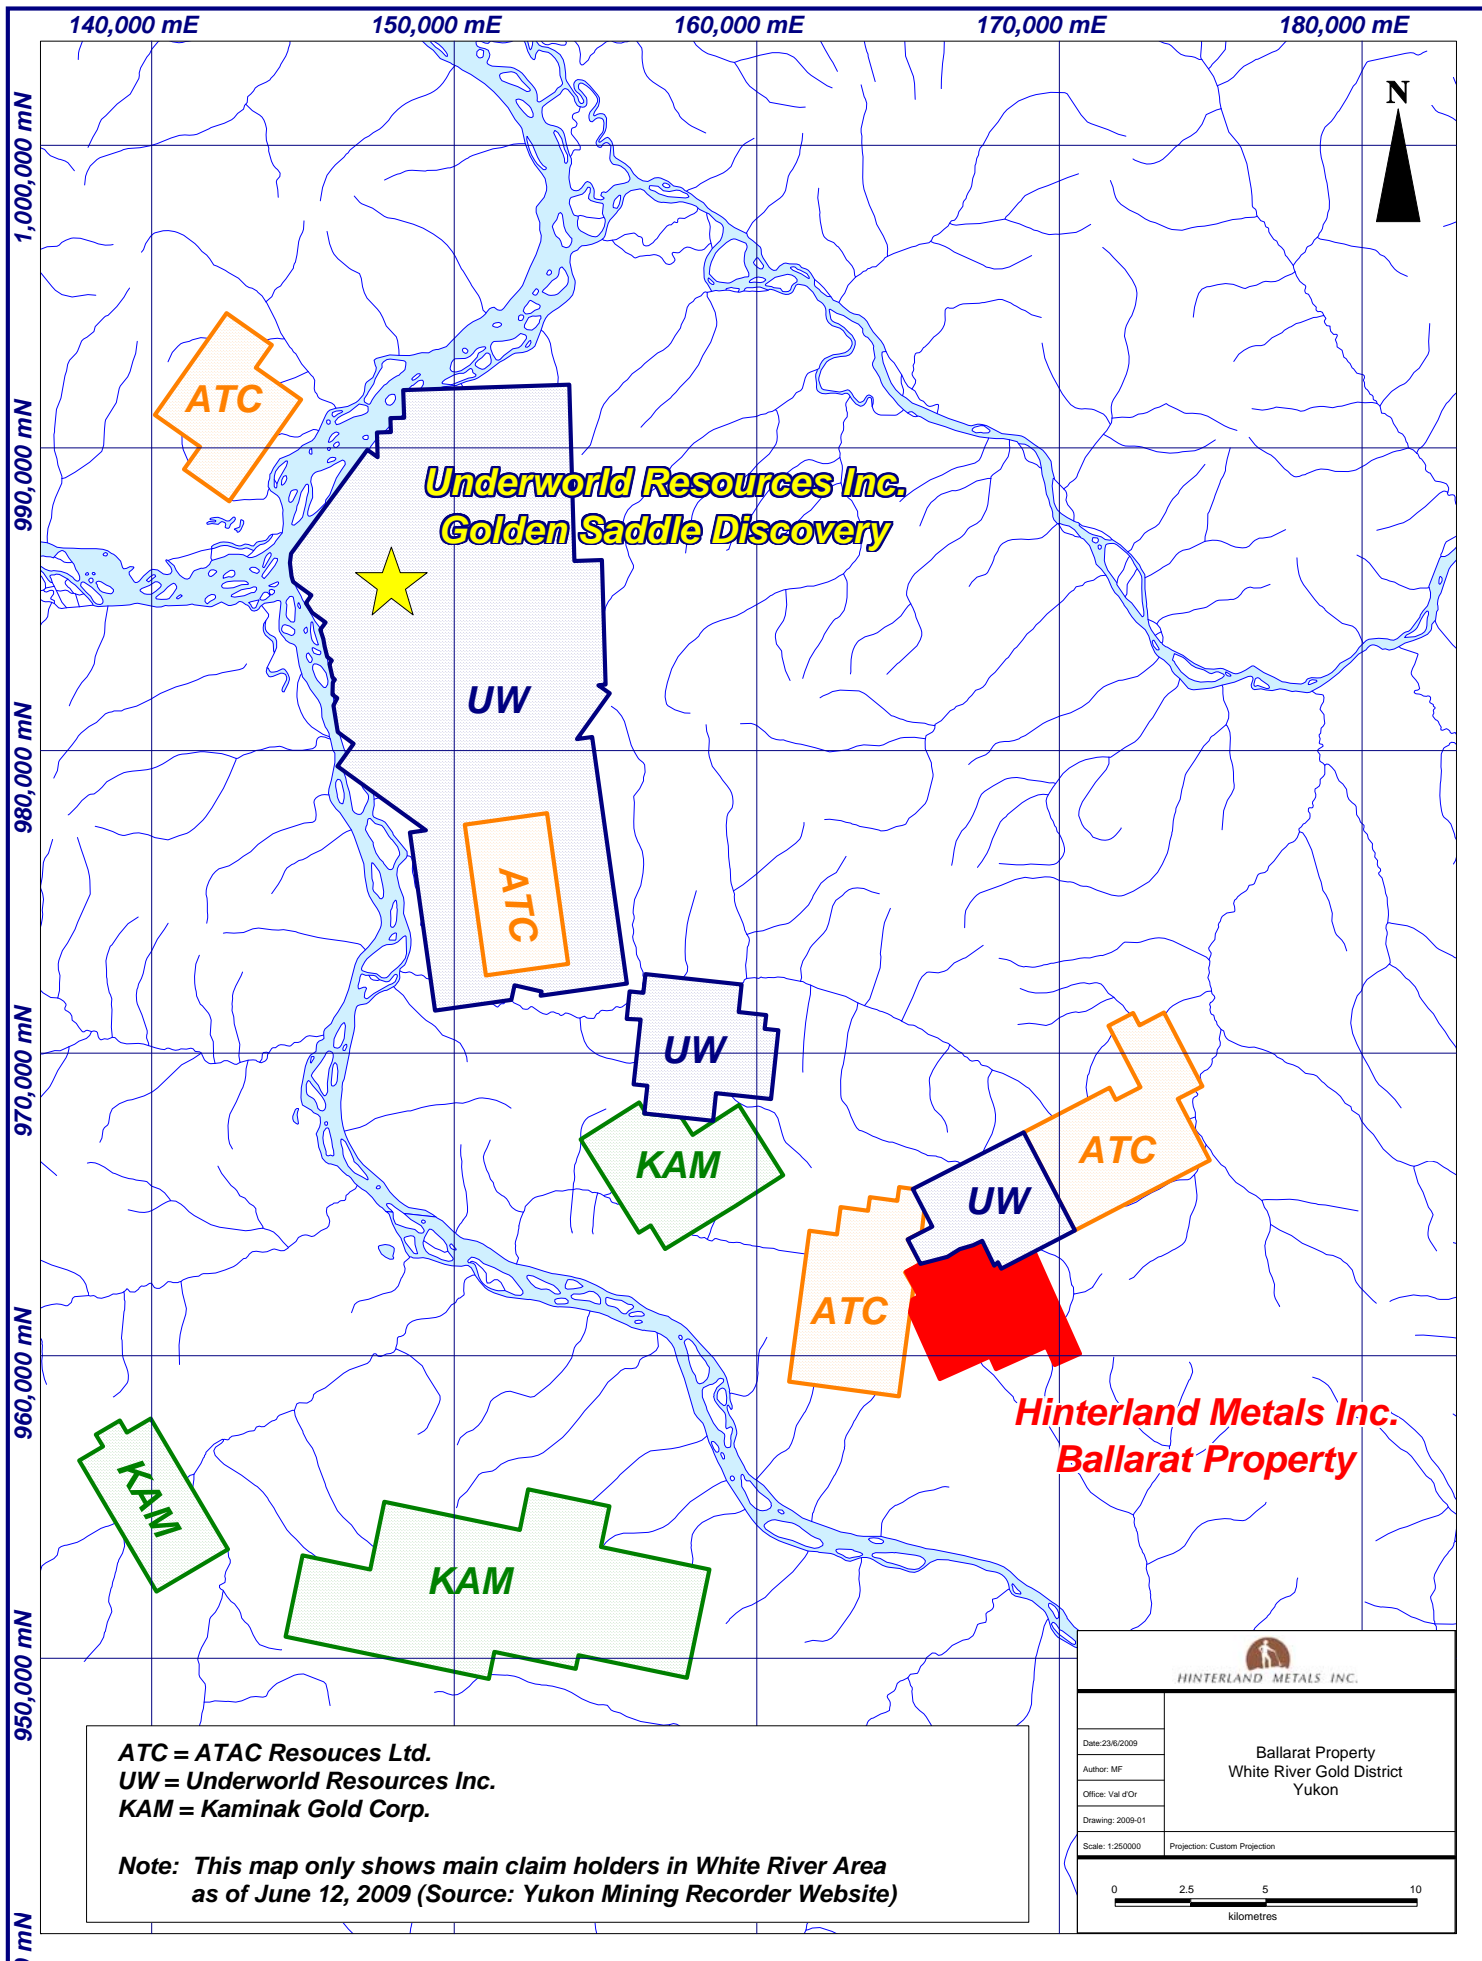 140,000 mE 150,000 mE 160,000 mE 170,000 mE 180,000 mE
N
1,000,000 mN
ATC
990,000 mN
Underworld Resources Inc.
Golden Saddle Discovery
UW
980,000 mN
ATC
970,000 mN
UW
KAM
ATC
UW
ATC
960,000 mN
Hinterland Metals Inc.
Ballarat Property
KAM
KAM
950,000 mN
HINTERLAND METALS INC.
Date:23/6/2009
Author: MF
Office: Val d'Or
Drawing: 2009-01
Scale: 1:250000
Ballarat Property
White River Gold District
Yukon
Projection: Custom Projection
0 2.5 5 10
kilometres
ATC = ATAC Resouces Ltd.
UW = Underworld Resources Inc.
KAM = Kaminak Gold Corp.
Note: This map only shows main claim holders in White River Area
as of June 12, 2009 (Source: Yukon Mining Recorder Website)
mN